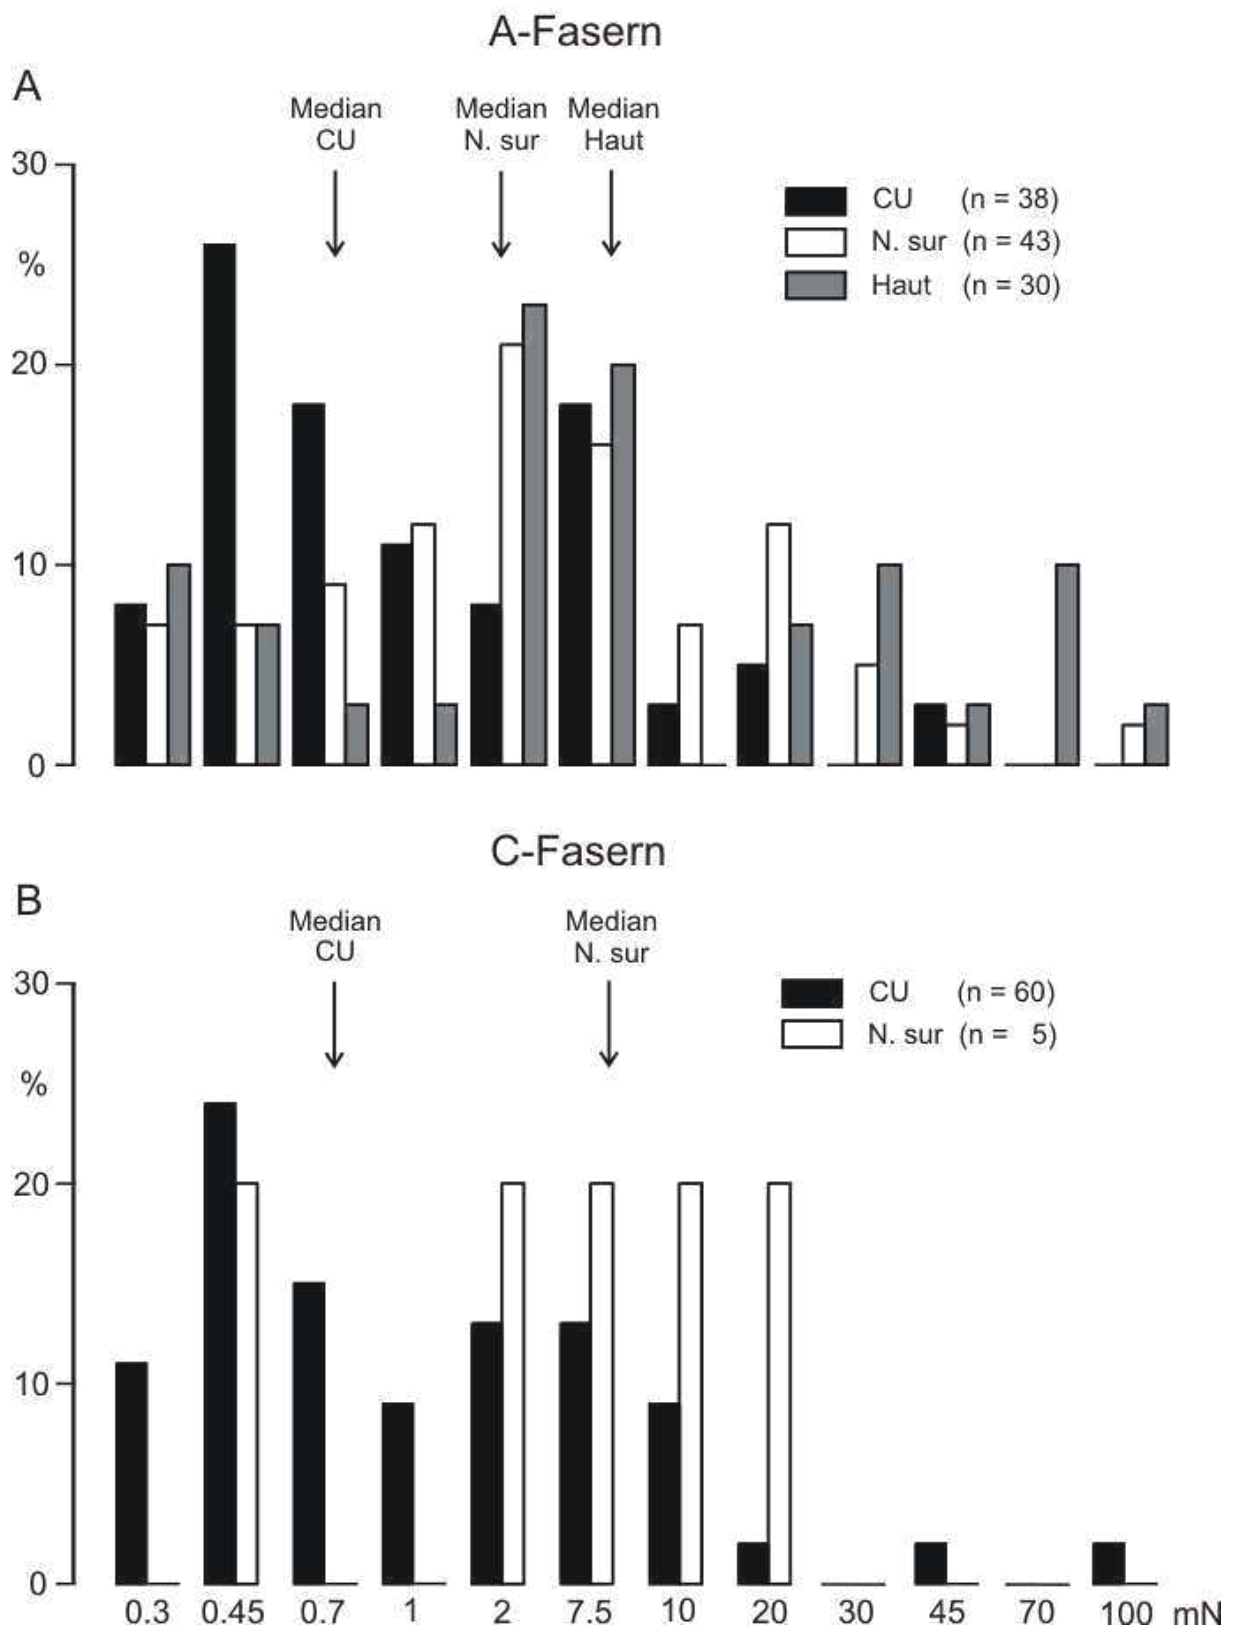 A-Fasern
A
Median
CU
Median
N. sur
Median
Haut
30
%
20
10
0
CU (n = 38)
N. sur (n = 43)
Haut (n = 30)
C-Fasern
B
Median
CU
Median
N. sur
30
%
20
10
0
CU (n = 60)
N. sur (n = 5)
0.3 0.45 0.7 1 2 7.5 10 20 30 45 70 100 mN